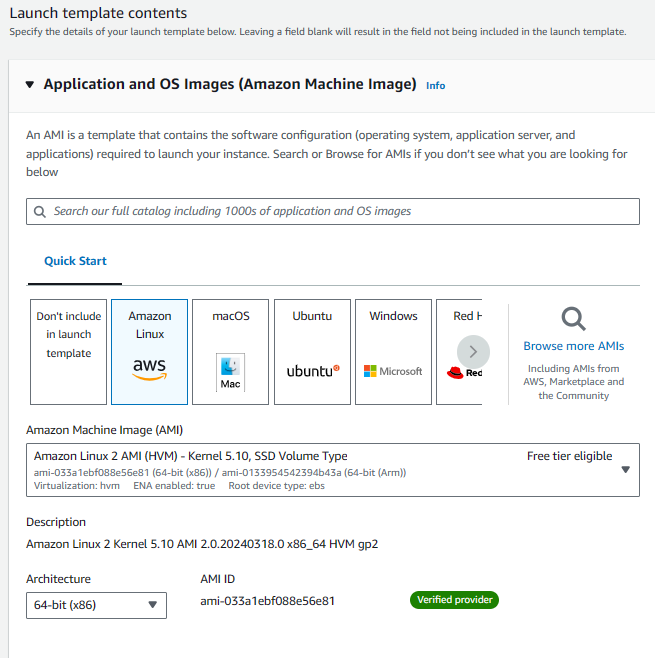 Launch template contents
Specify the details of your launch template below. Leaving a field blank will result in the field not being included in the launch template.
Application and OS Images (Amazon Machine Image) Info
An AMI is a template that contains the software configuration (operating system, application server, and
applications) required to launch your instance. Search or Browse for AMIs if you don't see what you are looking for
below
Search our full catalog including 1000s of application and OS images
Quick Start
Don't include
in launch
template
Amazon
Linux
aws
macOS
Mac
Ubuntu
ubuntu
Windows
Microsoft
Red H
Red
Browse more AMIs
Including AMIs from
AWS, Marketplace and
the Community
Amazon Machine Image (AMI)
Amazon Linux 2 AMI (HVM) - Kernel 5.10, SSD Volume Type Free tier eligible
ami-033a1ebf088e56e81 (64-bit (x86)) / ami-0133954542394b43a (64-bit (Arm))
Virtualization: hvm ENA enabled: true Root device type: ebs
Description
Amazon Linux 2 Kernel 5.10 AMI 2.0.20240318.0 x86_64 HVM gp2
Architecture AMI ID
64-bit (x86) ami-033a1ebf088e56e81 Verified provider